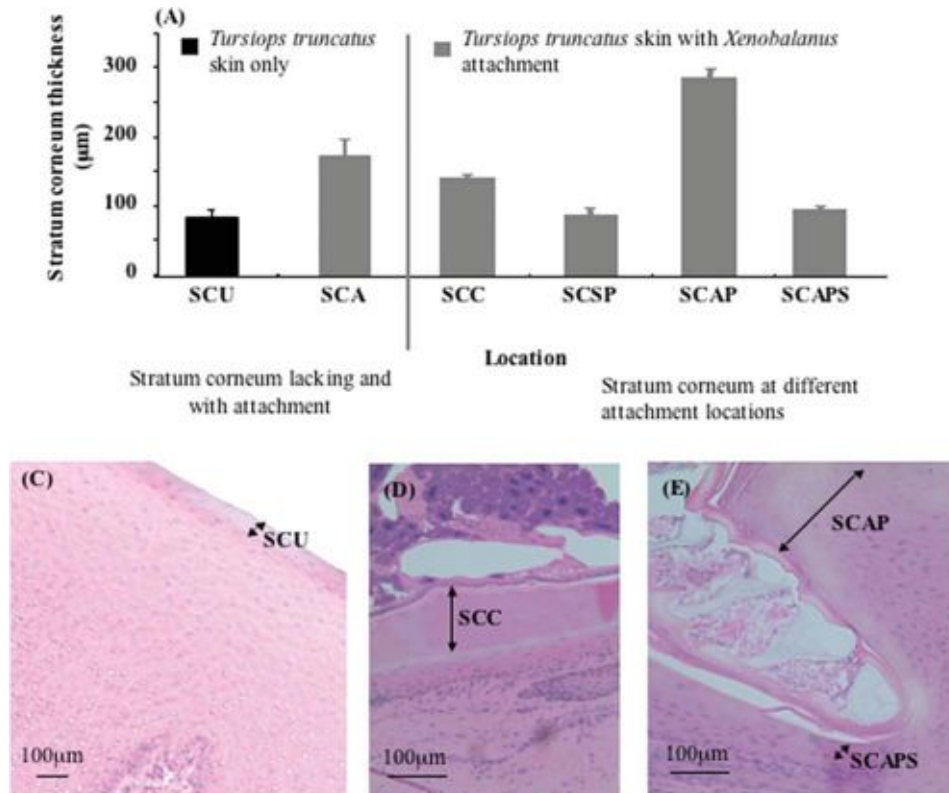 (A)
Tursiops truncatus
skin only
Tursiops truncatus skin with Xenobalanus
attachment
Stratum corneum thickness
(µm)
300
200
100
0
SCU
SCA
SCC
SCSP
SCAP
SCAPS
Location
Stratum corneum lacking and
with attachment
Stratum corneum at different
attachment locations
(C)
SCU
100µm
(D)
SCC
100µm
(E)
SCAP
SCAPS
100µm